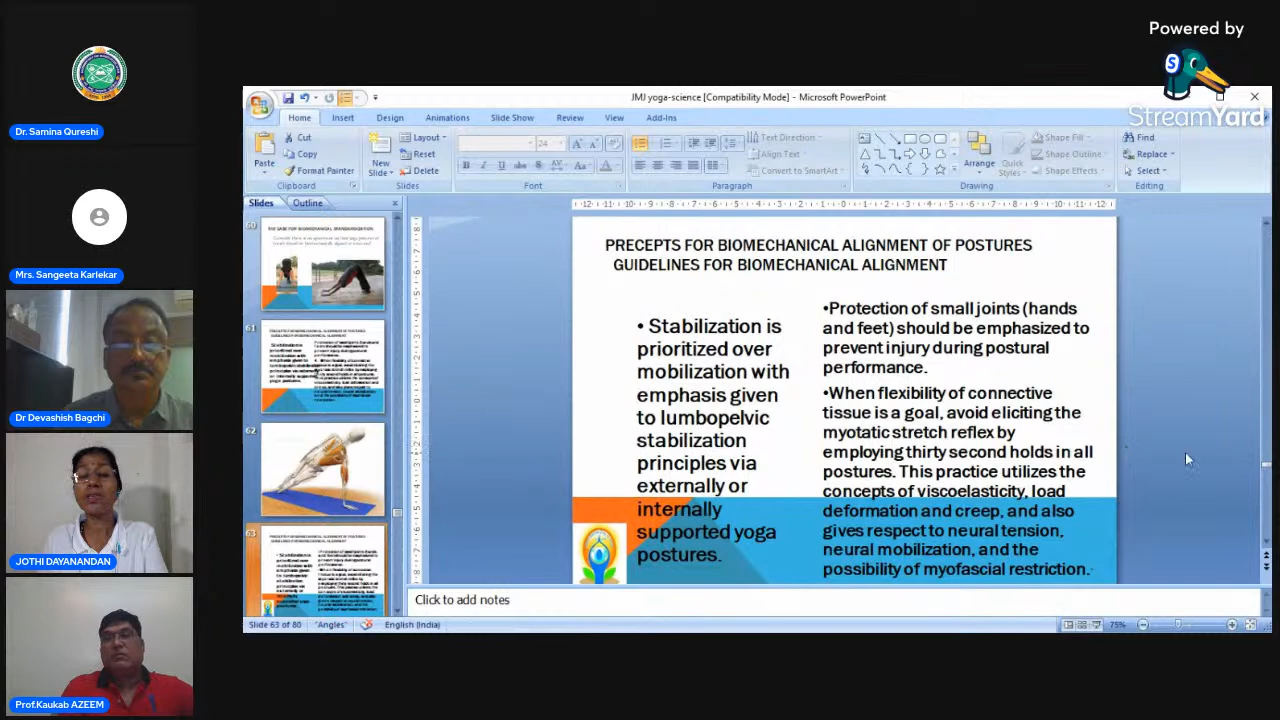 Powered by
StreamYard
S
Dr. Samina Qureshi
Mrs. Sangeeta Karlekar
Dr Devashish Bagchi
JOTHI DAYANANDAN
Prof.Kaukab AZEEM
JMJ yoga-science [Compatibility Mode] - Microsoft PowerPoint
Home Insert Design Animations Slide Show Review View Add-Ins
Paste
Cut
Copy
Format Painter
Clipboard
New Slide
Layout
Reset
Delete
Slides
24
Font
Text Direction
Align Text
Convert to SmartArt
Paragraph
Arrange
Quick Styles
Shape Fill
Shape Outline
Shape Effects
Drawing
Find
Replace
Select
Editing
Slides Outline
60
61
62
63
PRECEPTS FOR BIOMECHANICAL ALIGNMENT OF POSTURES
GUIDELINES FOR BIOMECHANICAL ALIGNMENT
• Stabilization is
prioritized over
mobilization with
emphasis given
to lumbopelvic
stabilization
principles via
externally or
internally
supported yoga
postures
•Protection of small joints (hands
and feet) should be emphasized to
prevent injury during postural
performance.
•When flexibility of connective
tissue is a goal, avoid eliciting the
myotatic stretch reflex by
employing thirty second holds in all
postures. This practice utilizes the
concepts of viscoelasticity, load
deformation and creep, and also
gives respect to neural tension,
neural mobilization, and the
possibility of myofascial restriction.
Click to add notes
Slide 63 of 80 "Angles" English (India) 75%